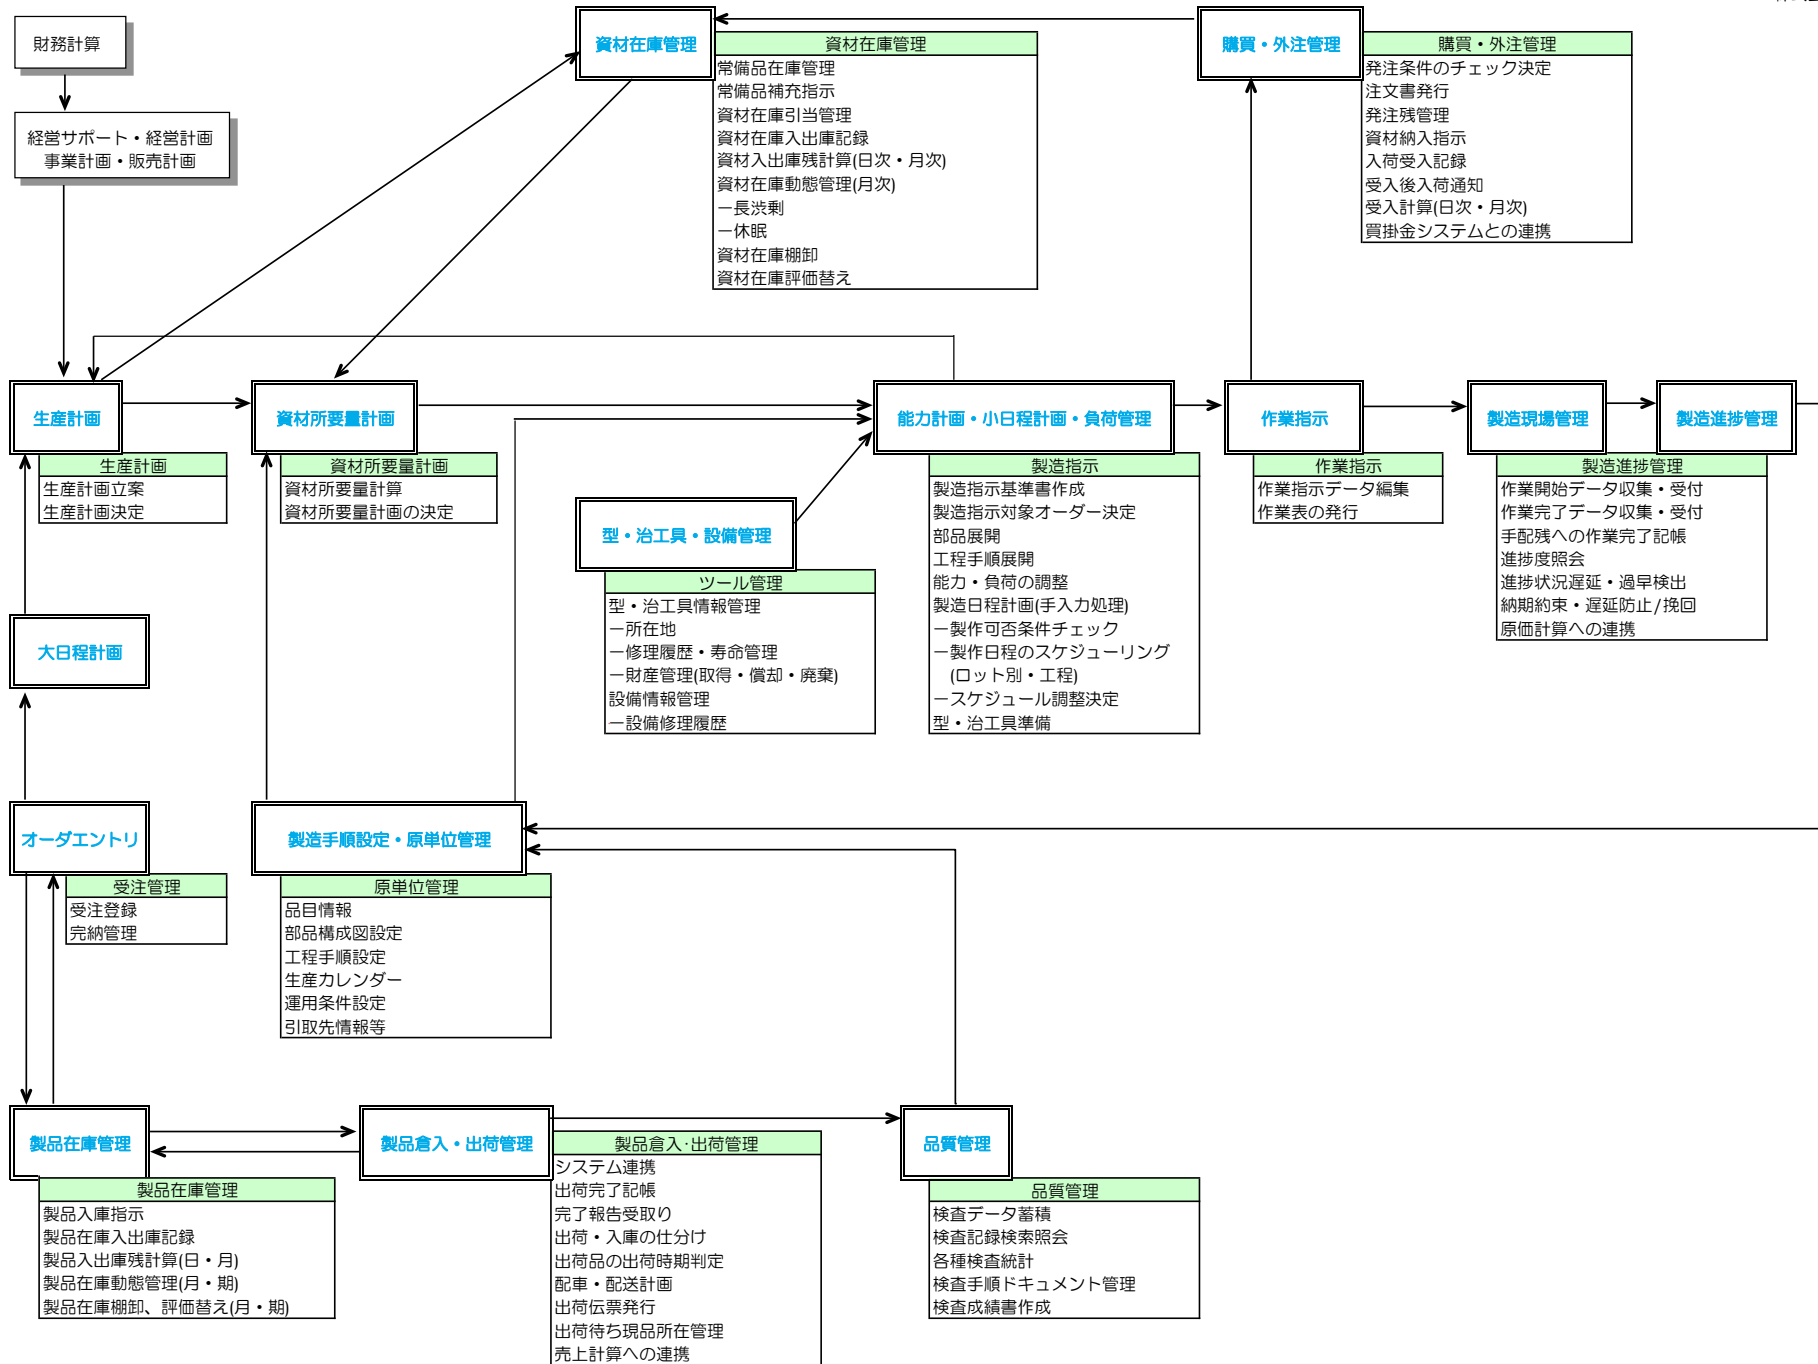 財務計算
経営サポート・経営計画
事業計画・販売計画
資材在庫管理
資材在庫管理
常備品在庫管理
常備品補充指示
資材在庫引当管理
資材在庫入出庫記録
資材入出庫残計算(日次・月次)
資材在庫動態管理(月次)
ー長渋剰
ー休眠
資材在庫棚卸
資材在庫評価替え
購買・外注管理
購買・外注管理
発注条件のチェック決定
注文書発行
発注残管理
資材納入指示
入荷受入記録
受入後入荷通知
受入計算(日次・月次)
買掛金システムとの連携
生産計画
生産計画
生産計画立案
生産計画決定
資材所要量計画
資材所要量計画
資材所要量計算
資材所要量計画の決定
型・治工具・設備管理
ツール管理
型・治工具情報管理
ー所在地
ー修理履歴・寿命管理
ー財産管理(取得・償却・廃棄)
設備情報管理
ー設備修理履歴
能力計画・小日程計画・負荷管理
製造指示
製造指示基準書作成
製造指示対象オーダー決定
部品展開
工程手順展開
能力・負荷の調整
製造日程計画(手入力処理)
ー製作可否条件チェック
ー製作日程のスケジューリング
(ロット別・工程)
ースケジュール調整決定
型・治工具準備
作業指示
作業指示
作業指示データ編集
作業表の発行
製造現場管理
製造進捗管理
製造進捗管理
作業開始データ収集・受付
作業完了データ収集・受付
手配残への作業完了記帳
進捗度照会
進捗状況遅延・過早検出
納期約束・遅延防止/挽回
原価計算への連携
大日程計画
オーダエントリ
受注管理
受注登録
完納管理
製造手順設定・原単位管理
原単位管理
品目情報
部品構成図設定
工程手順設定
生産カレンダー
運用条件設定
引取先情報等
製品在庫管理
製品在庫管理
製品入庫指示
製品在庫入出庫記録
製品入出庫残計算(日・月)
製品在庫動態管理(月・期)
製品在庫棚卸、評価替え(月・期)
製品倉入・出荷管理
製品倉入･出荷管理
システム連携
出荷完了記帳
完了報告受取り
出荷・入庫の仕分け
出荷品の出荷時期判定
配車・配送計画
出荷伝票発行
出荷待ち現品所在管理
売上計算への連携
品質管理
品質管理
検査データ蓄積
検査記録検索照会
各種検査統計
検査手順ドキュメント管理
検査成績書作成